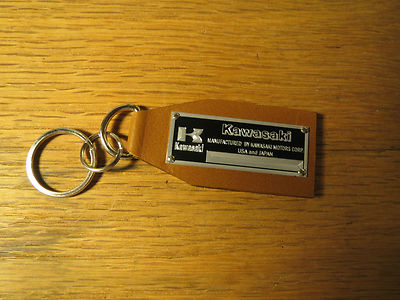 Kawasaki
Kawasaki
MANUFACTURED BY KAWASAKI MOTORS CORP.
USA and JAPAN